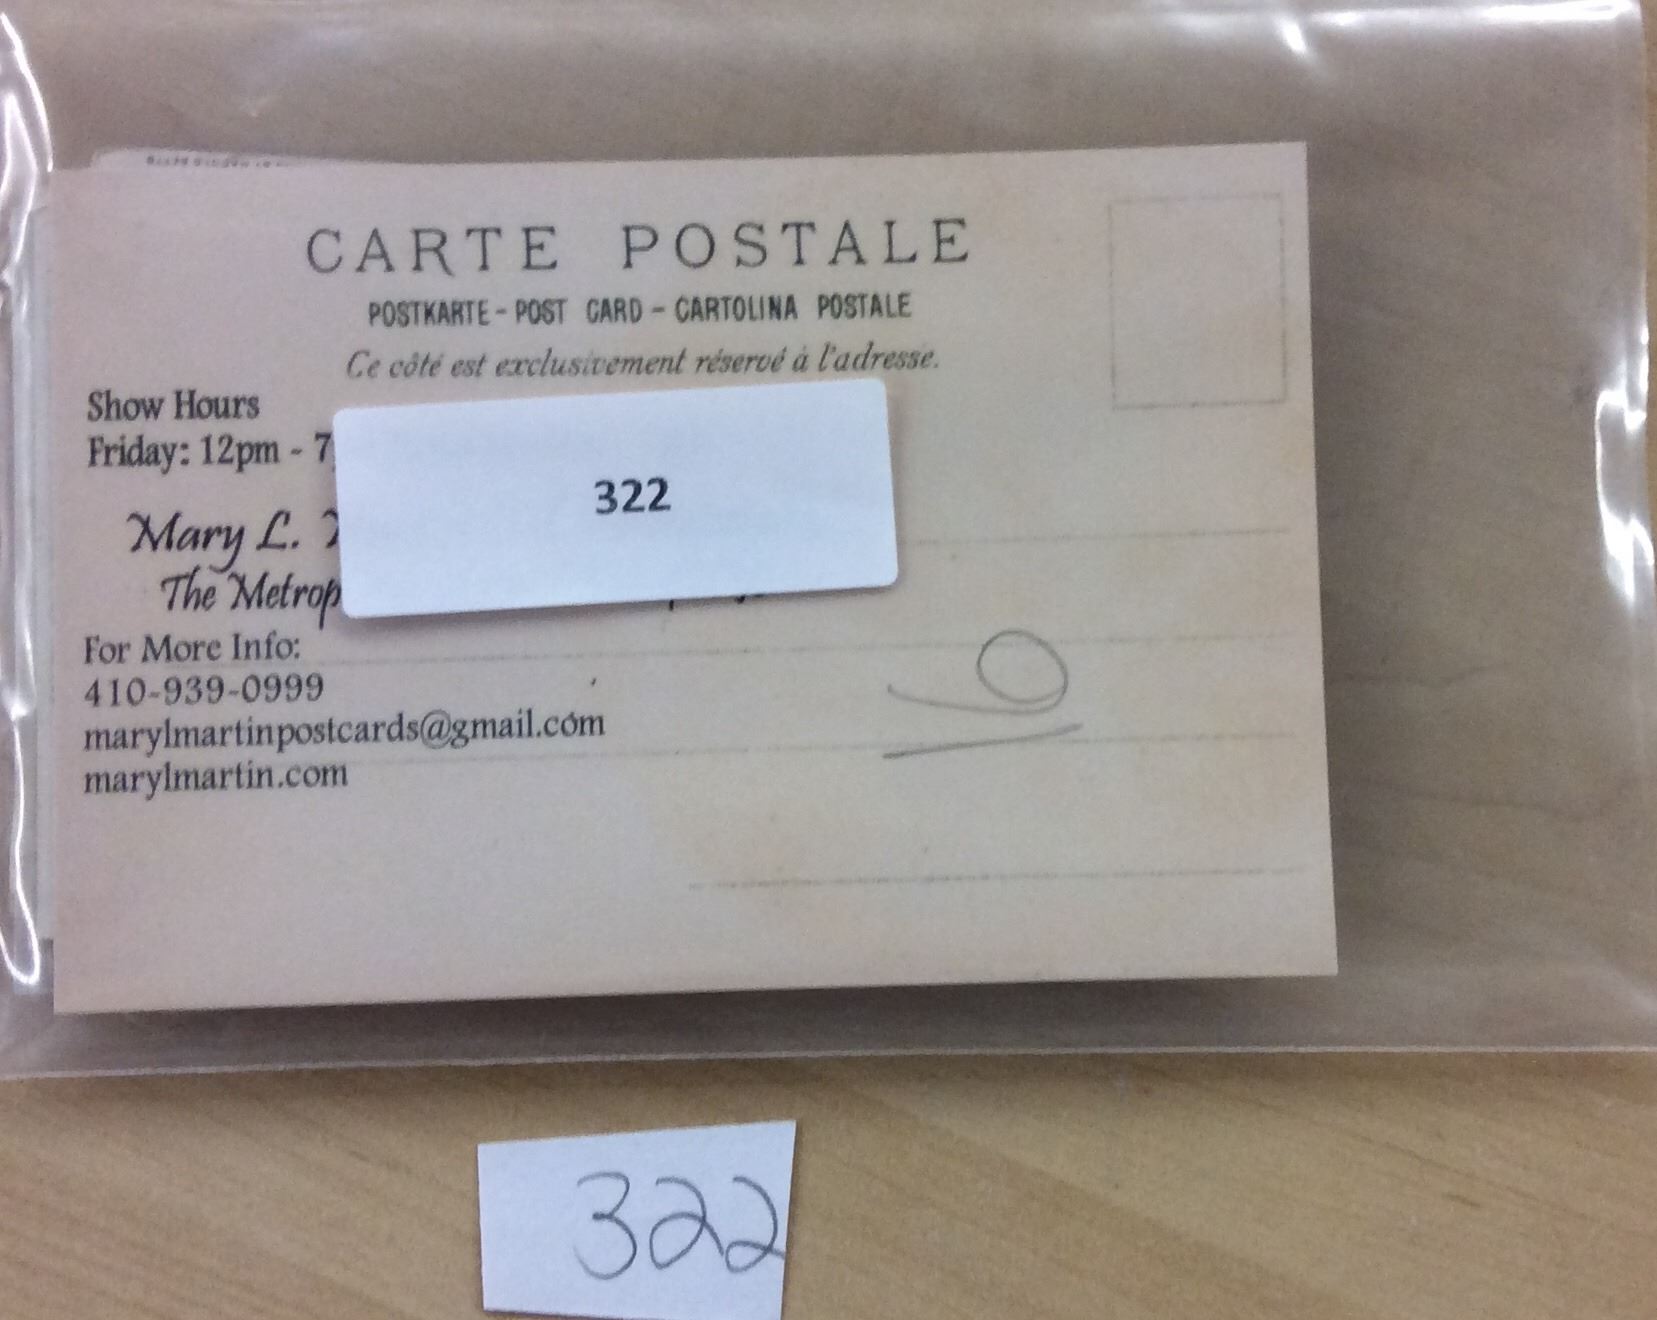 CARTE POSTALE
POSTKARTE - POST CARD - CARTOLINA POSTALE
Ce côté est exclusivement réservé à l'adresse.
Show Hours
Friday: 12pm - 7
322
Mary L.
The Metrop
For More Info:
410-939-0999
marylmartinpostcards@gmail.com
marylmartin.com
322